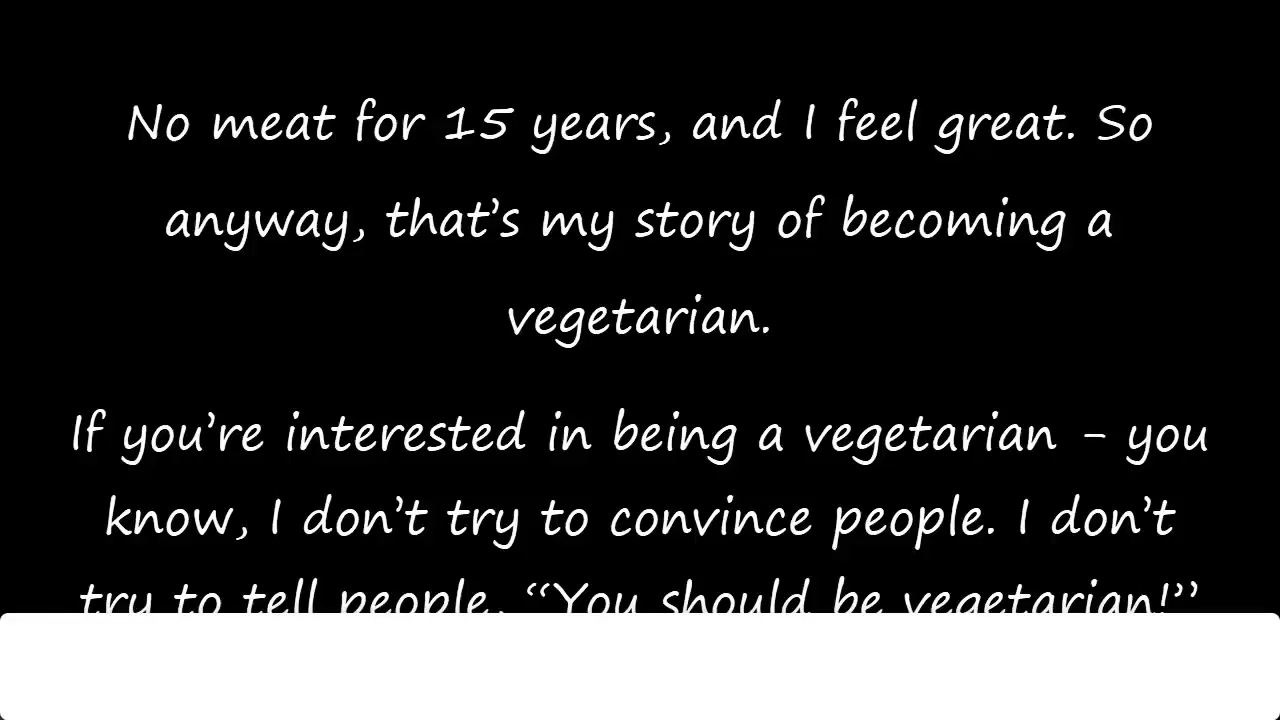 No meat for 15 years, and I feel great. So
anyway, that’s my story of becoming a
vegetarian.
If you’re interested in being a vegetarian – you
know, I don’t try to convince people. I don’t
try to tell people, “You should be vegetarian!”